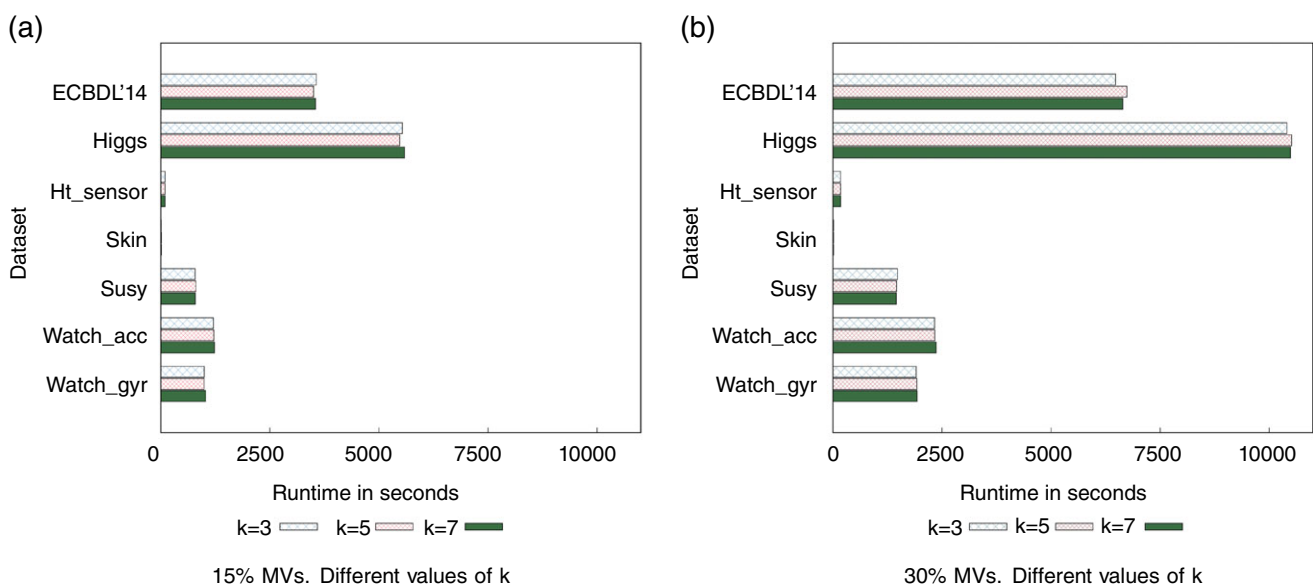 (a)
Dataset
ECBDL'14
Higgs
Ht_sensor
Skin
Susy
Watch_acc
Watch_gyr
0 2500 5000 7500 10000
Runtime in seconds
k=3 k=5 k=7
15% MVs. Different values of k
(b)
Dataset
ECBDL'14
Higgs
Ht_sensor
Skin
Susy
Watch_acc
Watch_gyr
0 2500 5000 7500 10000
Runtime in seconds
k=3 k=5 k=7
30% MVs. Different values of k